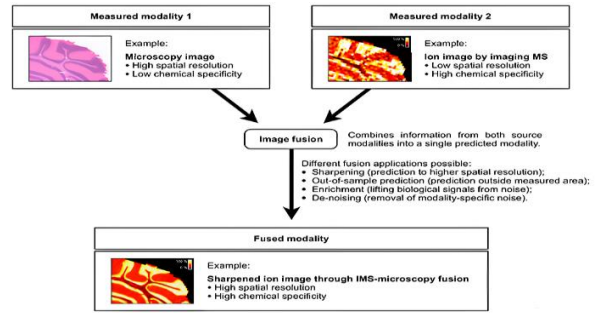 Measured modality 1
Example:
Microscopy image
• High spatial resolution
• Low chemical specificity
Measured modality 2
100 %
0 %
Example:
Ion image by imaging MS
• Low spatial resolution
• High chemical specificity
Image fusion
Combines information from both source
modalities into a single predicted modality.
Different fusion applications possible:
• Sharpening (prediction to higher spatial resolution);
• Out-of-sample prediction (prediction outside measured area);
• Enrichment (lifting biological signals from noise);
• De-noising (removal of modality-specific noise).
Fused modality
100 %
0 %
Example:
Sharpened ion image through IMS-microscopy fusion
• High spatial resolution
• High chemical specificity